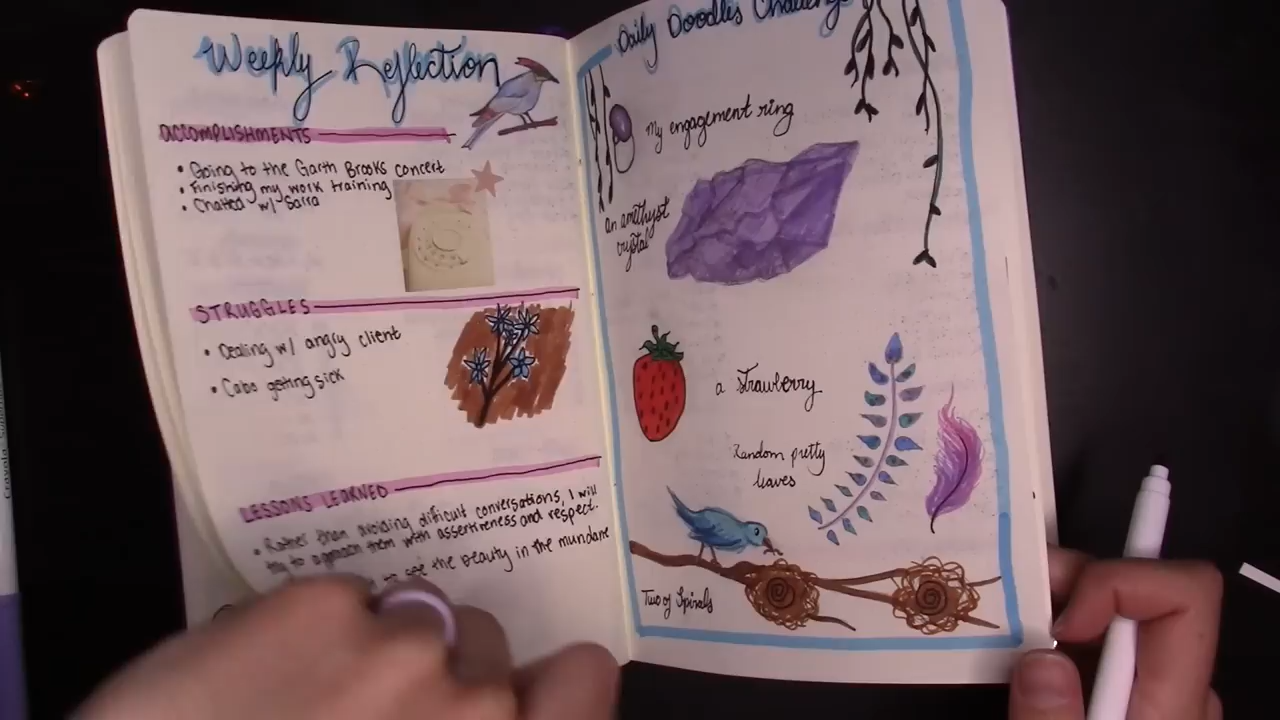 Weekly Reflection
ACCOMPLISHMENTS
• Going to the Garth Brooks concert
• Finishing my work training
• Chatted w/ Sarra
STRUGGLES
• Dealing w/ angry client
• Cabo getting sick
LESSONS LEARNED
• Rather than avoiding difficult conversations, I will
try to approach them with assertiveness and respect.
to see the beauty in the mundane
Daily Doodles Challenge
My engagement ring
an amethyst
crystal
a strawberry
Random pretty
leaves
Two of Spirals
Crayola